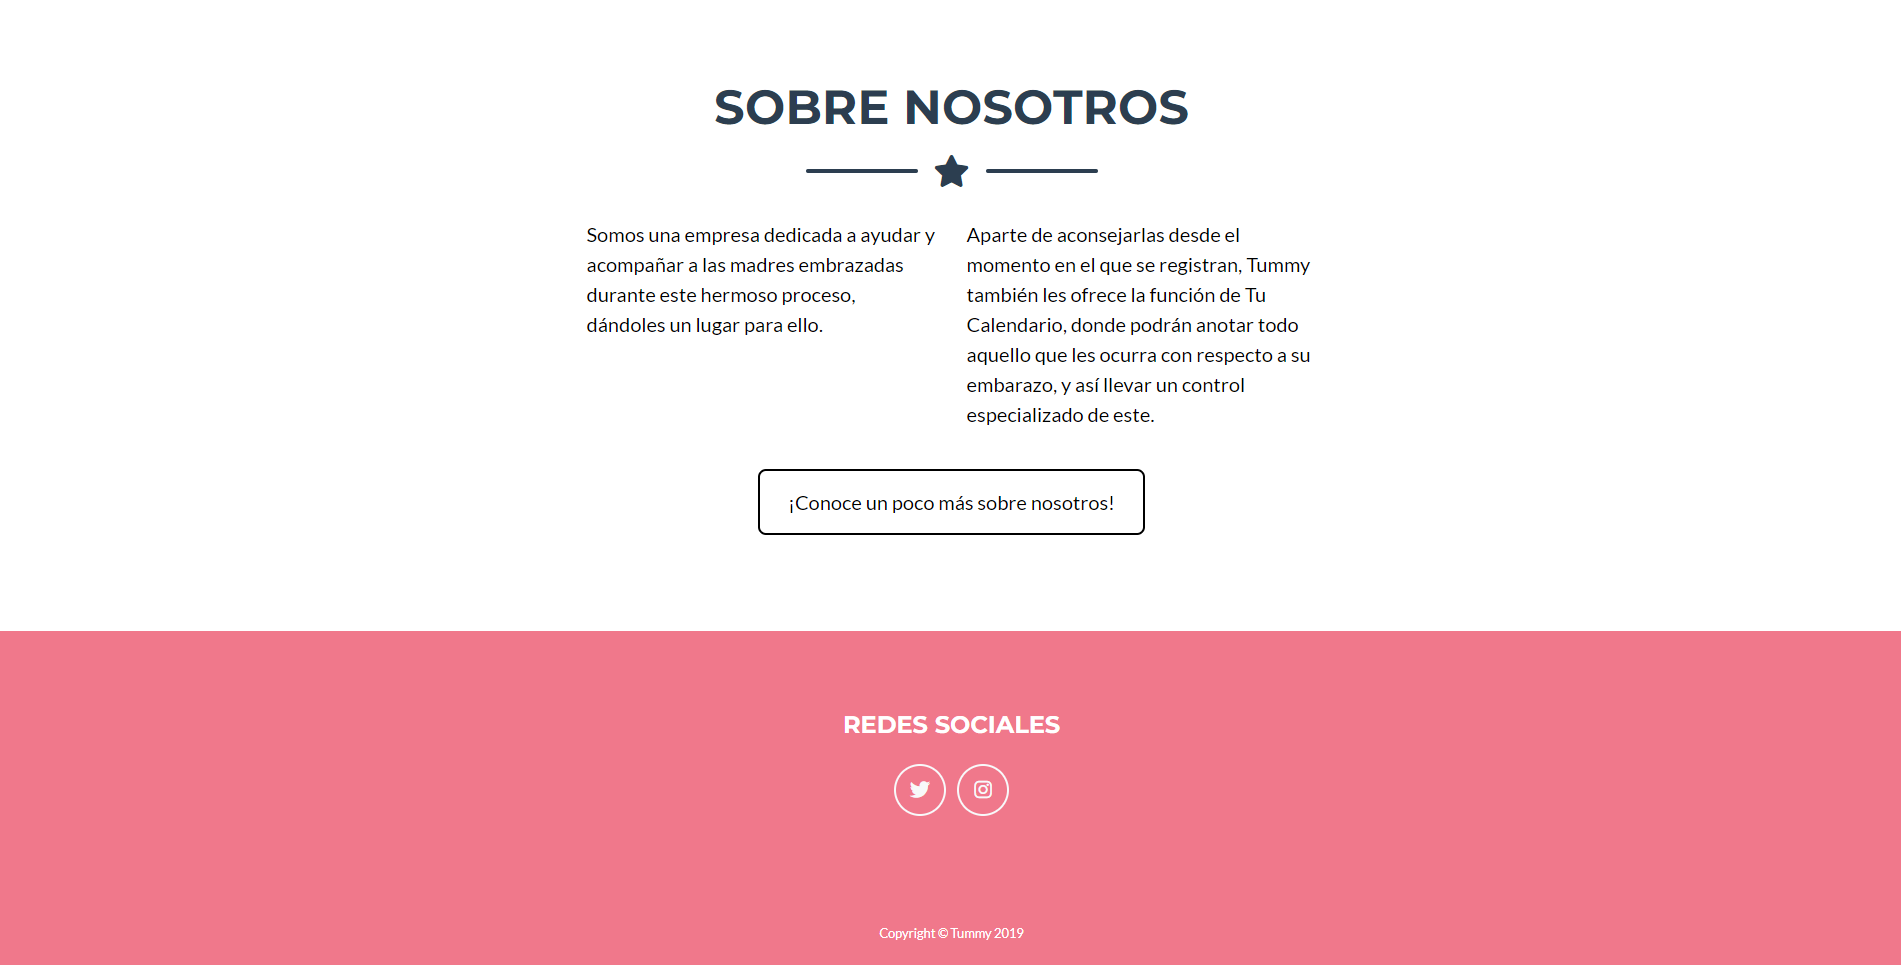 SOBRE NOSOTROS
Somos una empresa dedicada a ayudar y
acompañar a las madres embrazadas
durante este hermoso proceso,
dándoles un lugar para ello.
Aparte de aconsejarlas desde el
momento en el que se registran, Tummy
también les ofrece la función de Tu
Calendario, donde podrán anotar todo
aquello que les ocurra con respecto a su
embarazo, y así llevar un control
especializado de este.
¡Conoce un poco más sobre nosotros!
REDES SOCIALES
Copyright © Tummy 2019